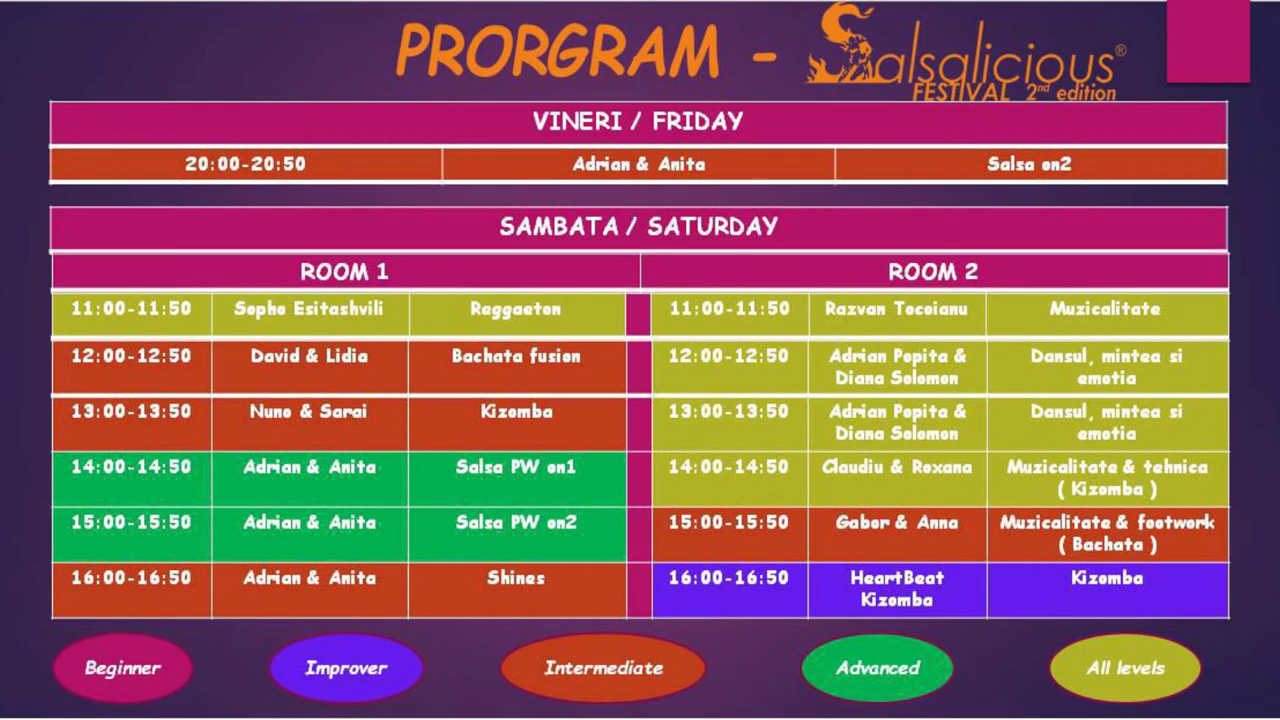 PRORGRAM - Salsalicious®
FESTIVAL 2nd edition
VINERI / FRIDAY
20:00-20:50 Adrian & Anita Salsa on2
SAMBATA / SATURDAY
ROOM 1 ROOM 2
11:00-11:50 Sopho Esitashvili Reggaeton 11:00-11:50 Razvan Tocoianu Muzicalitate
12:00-12:50 David & Lidia Bachata fusion 12:00-12:50 Adrian Popita & Dansul, mintea si
Diana Solomon emotia
13:00-13:50 Nuno & Sarai Kizomba 13:00-13:50 Adrian Popita & Dansul, mintea si
Diana Solomon emotia
14:00-14:50 Adrian & Anita Salsa PW on1 14:00-14:50 Claudiu & Roxana Muzicalitate & tehnica
( Kizomba )
15:00-15:50 Adrian & Anita Salsa PW on2 15:00-15:50 Gabor & Anna Muzicalitate & footwork
( Bachata )
16:00-16:50 Adrian & Anita Shines 16:00-16:50 HeartBeat Kizomba
Kizomba
Beginner Improver Intermediate Advanced All levels